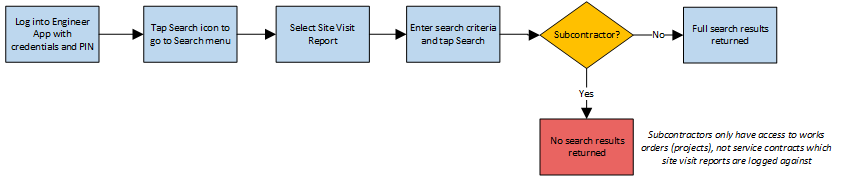 Log into Engineer
App with
credentials and PIN
Tap Search icon to
go to Search menu
Select Site Visit
Report
Enter search criteria
and tap Search
Subcontractor?
No
Full search results
returned
Yes
No search results
returned
Subcontractors only have access to works
orders (projects), not service contracts which
site visit reports are logged against